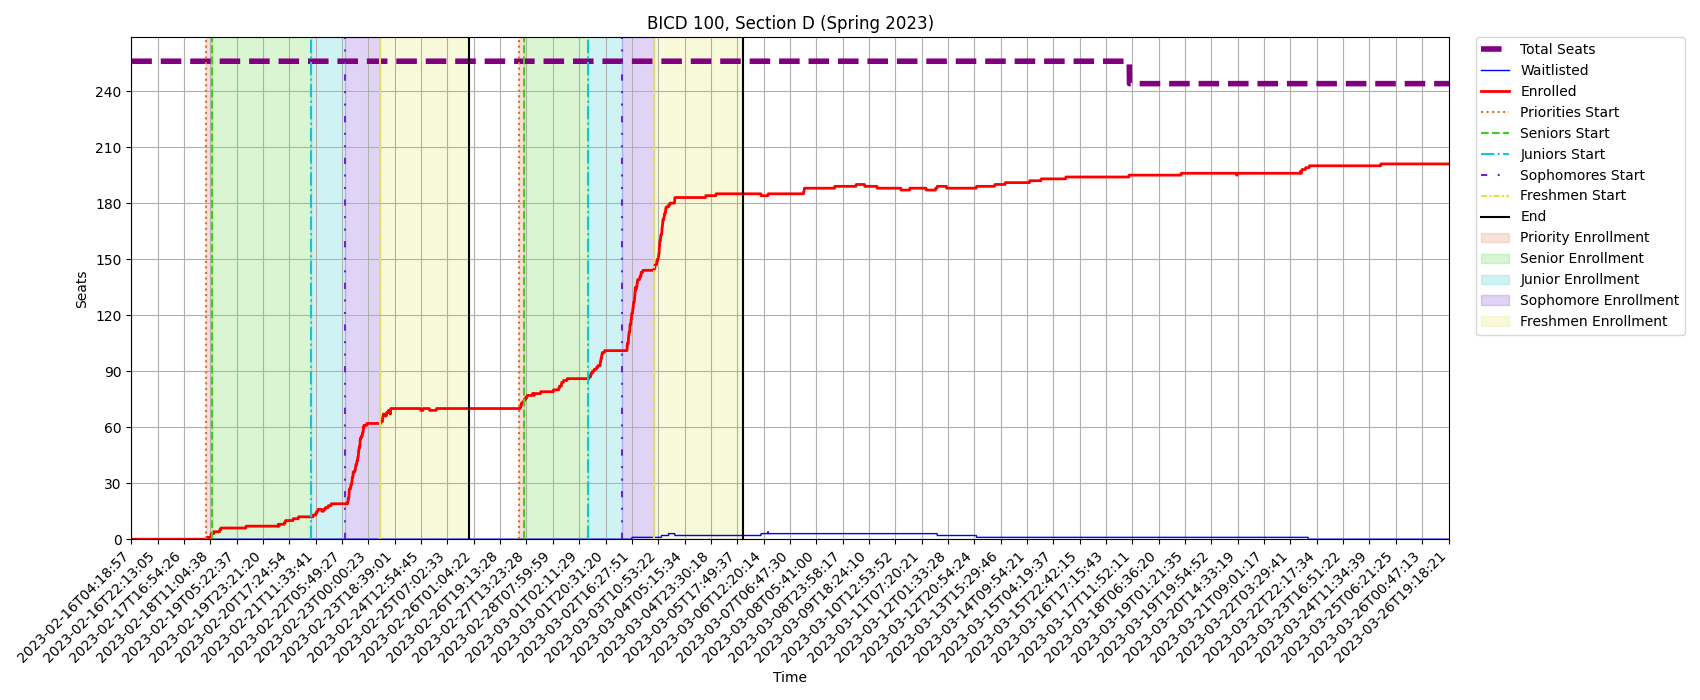 BICD 100, Section D (Spring 2023)
Total Seats
Waitlisted
Enrolled
Priorities Start
Seniors Start
Juniors Start
Sophomores Start
Freshmen Start
End
Priority Enrollment
Senior Enrollment
Junior Enrollment
Sophomore Enrollment
Freshmen Enrollment
Seats
240
210
180
150
120
90
60
30
0
2023-02-16T04:18:57
2023-02-16T22:13:05
2023-02-17T16:54:26
2023-02-18T11:04:38
2023-02-19T05:22:37
2023-02-19T23:21:20
2023-02-20T17:24:54
2023-02-21T11:33:41
2023-02-22T05:49:27
2023-02-23T00:00:23
2023-02-23T18:39:01
2023-02-24T12:54:45
2023-02-25T07:02:33
2023-02-26T01:04:22
2023-02-26T19:13:28
2023-02-27T13:23:28
2023-02-28T07:59:59
2023-03-01T02:11:29
2023-03-01T20:31:20
2023-03-02T16:27:51
2023-03-03T10:53:22
2023-03-04T05:15:34
2023-03-04T23:30:18
2023-03-05T17:49:37
2023-03-06T12:20:14
2023-03-07T06:47:30
2023-03-08T05:41:00
2023-03-08T23:58:17
2023-03-09T18:24:10
2023-03-10T12:53:52
2023-03-11T07:20:21
2023-03-12T01:33:28
2023-03-12T20:54:24
2023-03-13T15:29:46
2023-03-14T09:54:21
2023-03-15T04:19:37
2023-03-15T22:42:15
2023-03-16T17:15:43
2023-03-17T11:52:11
2023-03-18T06:36:20
2023-03-19T01:21:35
2023-03-19T19:54:52
2023-03-20T14:33:19
2023-03-21T09:01:17
2023-03-22T03:29:41
2023-03-22T22:17:34
2023-03-23T16:51:22
2023-03-24T11:34:39
2023-03-25T06:21:25
2023-03-26T00:47:13
2023-03-26T19:18:21
Time